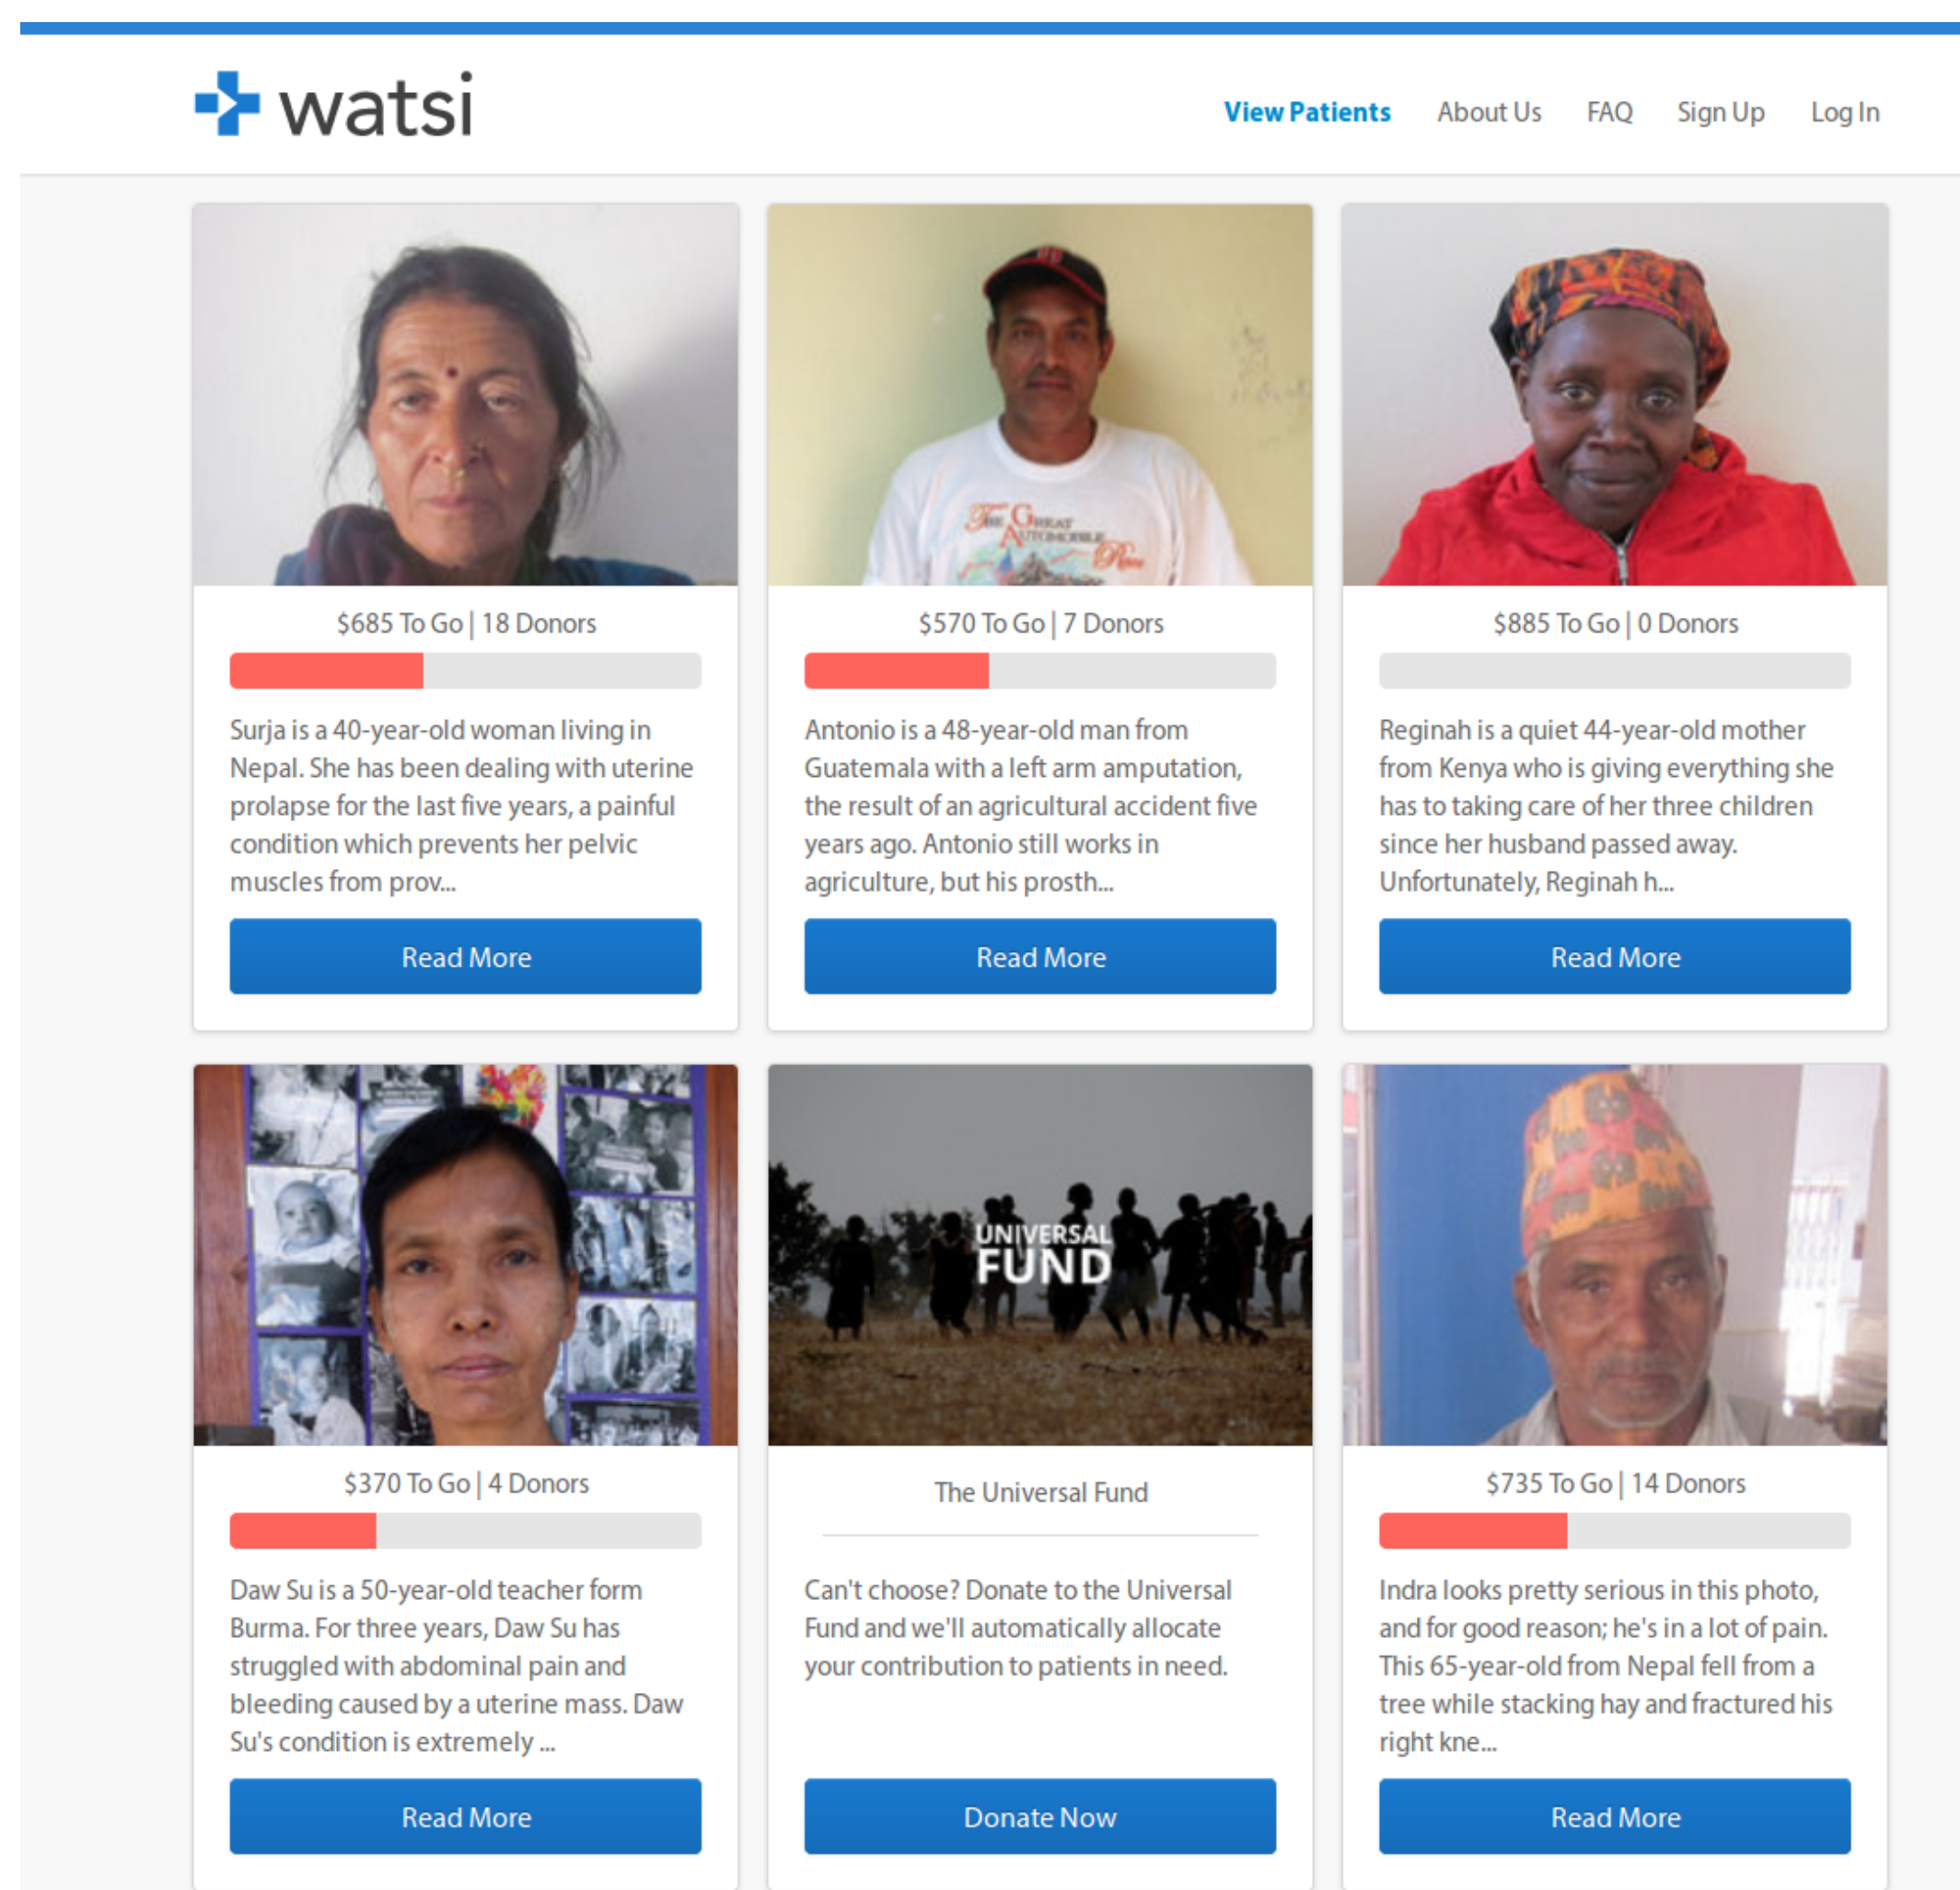 watsi
View Patients About Us FAQ Sign Up Log In
THE GREAT
AUTOMOBILE
Race
$685 To Go | 18 Donors
Surja is a 40-year-old woman living in
Nepal. She has been dealing with uterine
prolapse for the last five years, a painful
condition which prevents her pelvic
muscles from prov...
Read More
$570 To Go | 7 Donors
Antonio is a 48-year-old man from
Guatemala with a left arm amputation,
the result of an agricultural accident five
years ago. Antonio still works in
agriculture, but his prosth...
Read More
$885 To Go | 0 Donors
Reginah is a quiet 44-year-old mother
from Kenya who is giving everything she
has to taking care of her three children
since her husband passed away.
Unfortunately, Reginah h...
Read More
$370 To Go | 4 Donors
Daw Su is a 50-year-old teacher form
Burma. For three years, Daw Su has
struggled with abdominal pain and
bleeding caused by a uterine mass. Daw
Su's condition is extremely ...
Read More
UNIVERSAL
FUND
The Universal Fund
Can't choose? Donate to the Universal
Fund and we'll automatically allocate
your contribution to patients in need.
Donate Now
$735 To Go | 14 Donors
Indra looks pretty serious in this photo,
and for good reason; he's in a lot of pain.
This 65-year-old from Nepal fell from a
tree while stacking hay and fractured his
right kne...
Read More